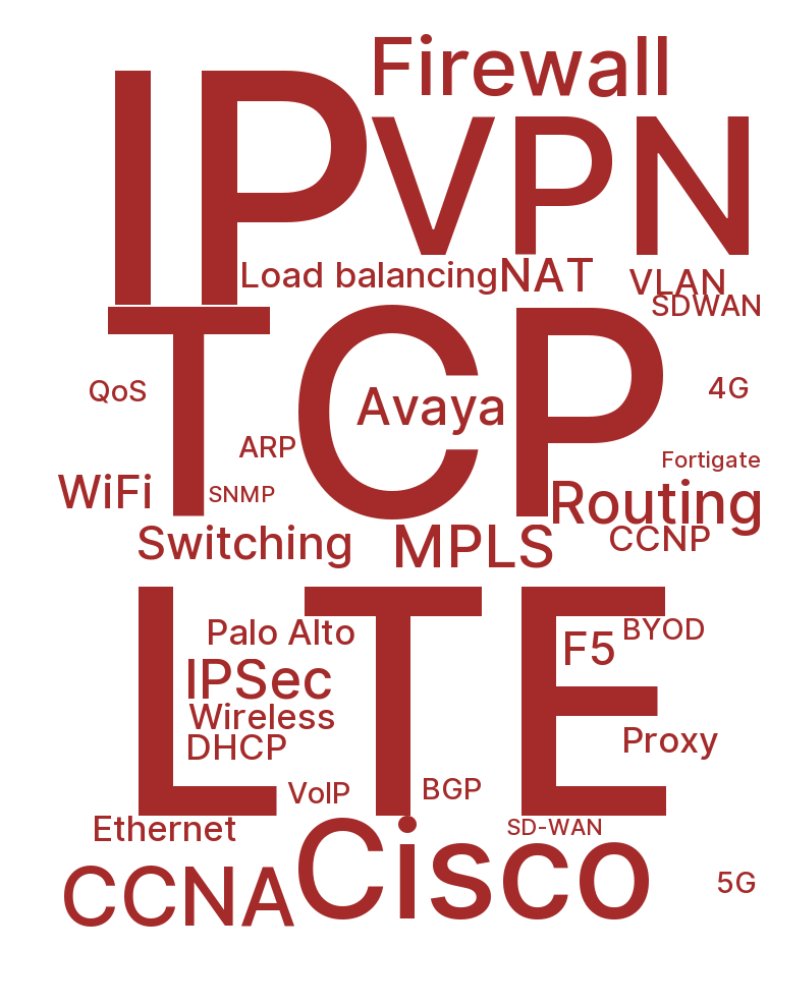 Firewall
IP
VPN
Load balancing
NAT
VLAN
SDWAN
TCP
QoS
Avaya
4G
ARP
Fortigate
WiFi
SNMP
Routing
Switching
MPLS
CCNP
LTE
Palo Alto
F5
BYOD
IPSec
Wireless
DHCP
Proxy
VoIP
BGP
Ethernet
SD-WAN
Cisco
CCNA
5G